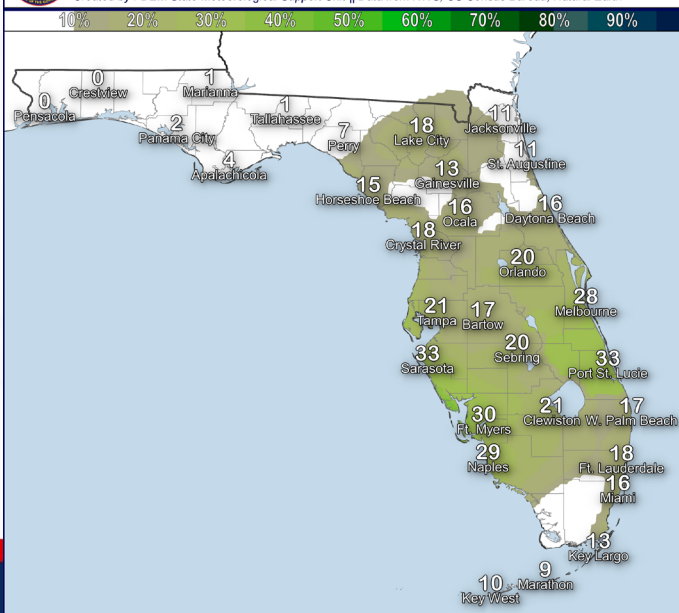 10% 20% 30% 40% 50% 60% 70% 80% 90%
0
Pensacola
0
Crestview
1
Marianna
2
Panama City
4
Apalachicola
1
Tallahassee
7
Perry
18
Lake City
11
Jacksonville
11
St. Augustine
13
Gainesville
15
Horseshoe Beach
16
Ocala
16
Daytona Beach
18
Crystal River
20
Orlando
28
Melbourne
21
Tampa
17
Bartow
20
Sebring
33
Sarasota
33
Port St. Lucie
30
Ft. Myers
21
Clewiston
17
W. Palm Beach
29
Naples
18
Ft. Lauderdale
16
Miami
13
Key Largo
9
Marathon
10
Key West